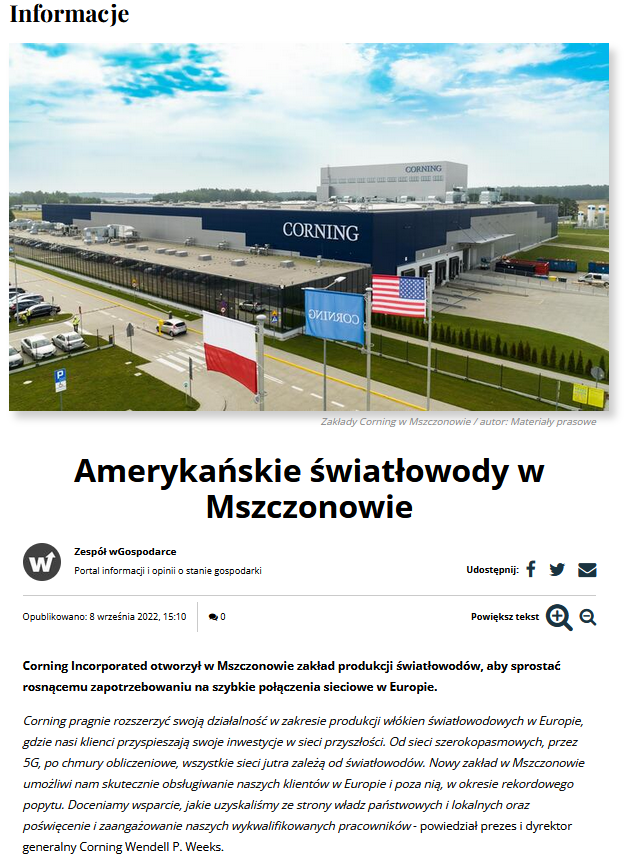 Informacje
CORNING
CORNING
CORNING
P
Zakłady Corning w Mszczonowie / autor: Materiały prasowe
Amerykańskie światłowody w
Mszczonowie
W
Zespół wGospodarce
Portal informacji i opinii o stanie gospodarki
Udostępnij:
Opublikowano: 8 września 2022, 15:10
0
Powiększ tekst
Corning Incorporated otworzył w Mszczonowie zakład produkcji światłowodów, aby sprostać
rosnącemu zapotrzebowaniu na szybkie połączenia sieciowe w Europie.
Corning pragnie rozszerzyć swoją działalność w zakresie produkcji włókien światłowodowych w Europie,
gdzie nasi klienci przyspieszają swoje inwestycje w sieci przyszłości. Od sieci szerokopasmowych, przez
5G, po chmury obliczeniowe, wszystkie sieci jutra zależą od światłowodów. Nowy zakład w Mszczonowie
umożliwi nam skutecznie obsługiwanie naszych klientów w Europie i poza nią, w okresie rekordowego
popytu. Doceniamy wsparcie, jakie uzyskaliśmy ze strony władz państwowych i lokalnych oraz
poświęcenie i zaangażowanie naszych wykwalifikowanych pracowników - powiedział prezes i dyrektor
generalny Corning Wendell P. Weeks.